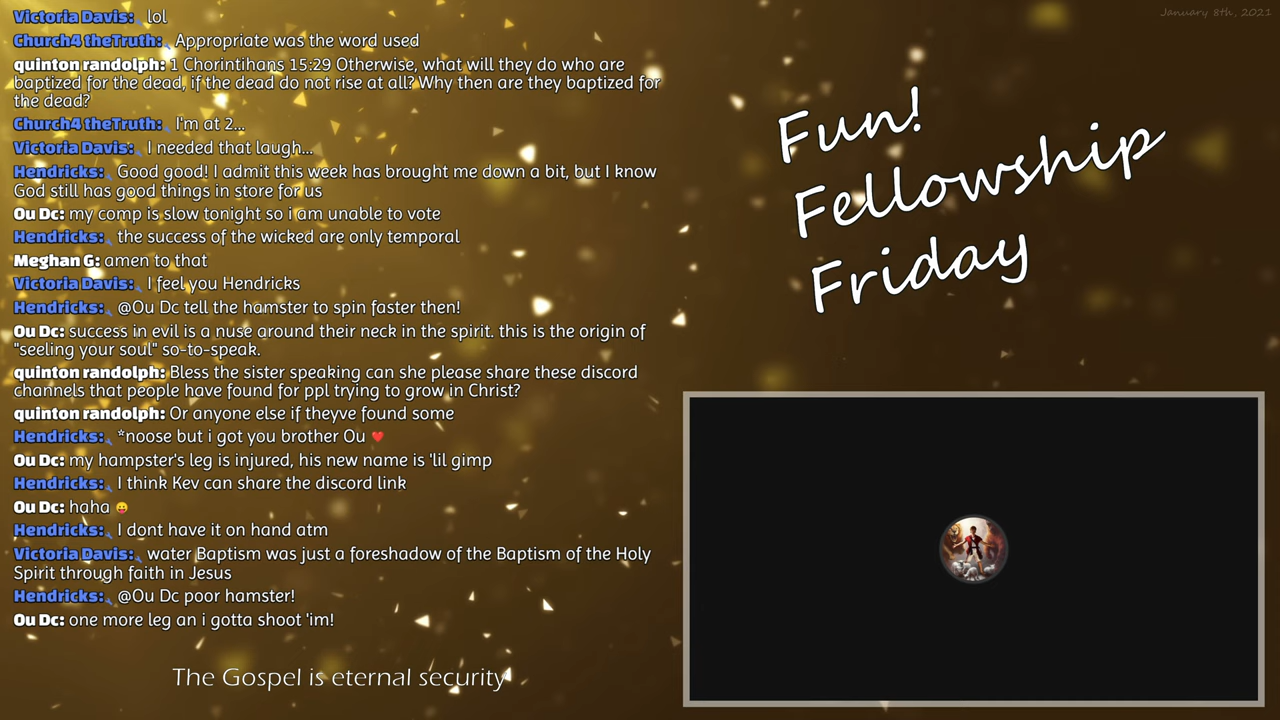 Victoria Davis: lol
Church4 theTruth: Appropriate was the word used
quinton randolph: 1 Chorintihans 15:29 Otherwise, what will they do who are
baptized for the dead, if the dead do not rise at all? Why then are they baptized for
the dead?
Church4 theTruth: I'm at 2...
Victoria Davis: I needed that laugh...
Hendricks: Good good! I admit this week has brought me down a bit, but I know
God still has good things in store for us
Ou Dc: my comp is slow tonight so i am unable to vote
Hendricks: the success of the wicked are only temporal
Meghan G: amen to that
Victoria Davis: I feel you Hendricks
Hendricks: @Ou Dc tell the hamster to spin faster then!
Ou Dc: success in evil is a nuse around their neck in the spirit. this is the origin of
"seeling your soul" so-to-speak.
quinton randolph: Bless the sister speaking can she please share these discord
channels that people have found for ppl trying to grow in Christ?
quinton randolph: Or anyone else if theyve found some
Hendricks: *noose but i got you brother Ou ❤️
Ou Dc: my hampster's leg is injured, his new name is 'lil gimp
Hendricks: I think Kev can share the discord link
Ou Dc: haha 😛
Hendricks: I dont have it on hand atm
Victoria Davis: water Baptism was just a foreshadow of the Baptism of the Holy
Spirit through faith in Jesus
Hendricks: @Ou Dc poor hamster!
Ou Dc: one more leg an i gotta shoot 'im!
The Gospel is eternal security
January 8th, 2021
Fun!
Fellowship
Friday